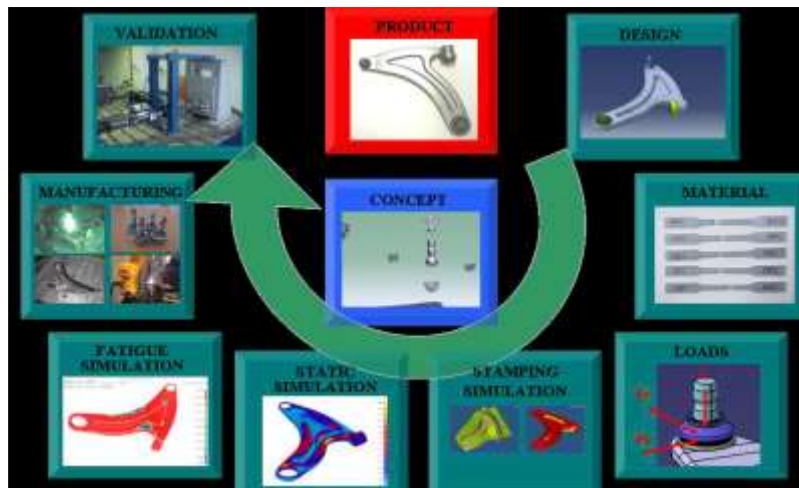 VALIDATION
PRODUCT
DESIGN
MANUFACTURING
CONCEPT
MATERIAL
FATIGUE
SIMULATION
STATIC
SIMULATION
STAMPING
SIMULATION
LOADS